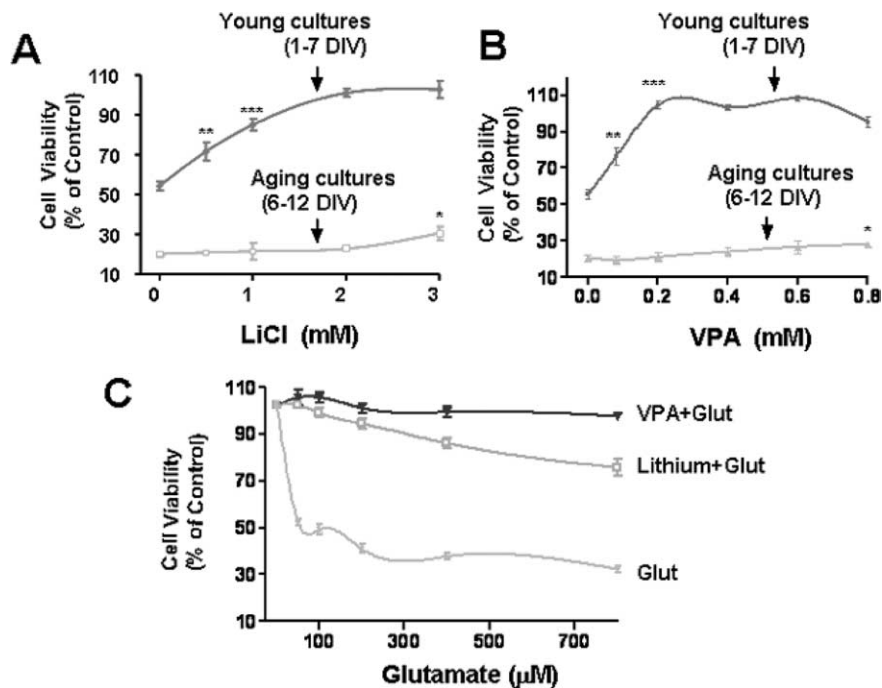 A
Young cultures
(1-7 DIV)
110
90
70
50
30
10
Cell Viability
(% of Control)
**
***
Aging cultures
(6-12 DIV)
*
0
1
2
3
LiCl (mM)
B
Young cultures
(1-7 DIV)
110
90
70
50
30
10
Cell Viability
(% of Control)
**
***
Aging cultures
(6-12 DIV)
*
0.0
0.2
0.4
0.6
0.8
VPA (mM)
C
110
90
70
50
30
10
Cell Viability
(% of Control)
VPA+Glut
Lithium+Glut
Glut
100
300
500
700
Glutamate (µM)